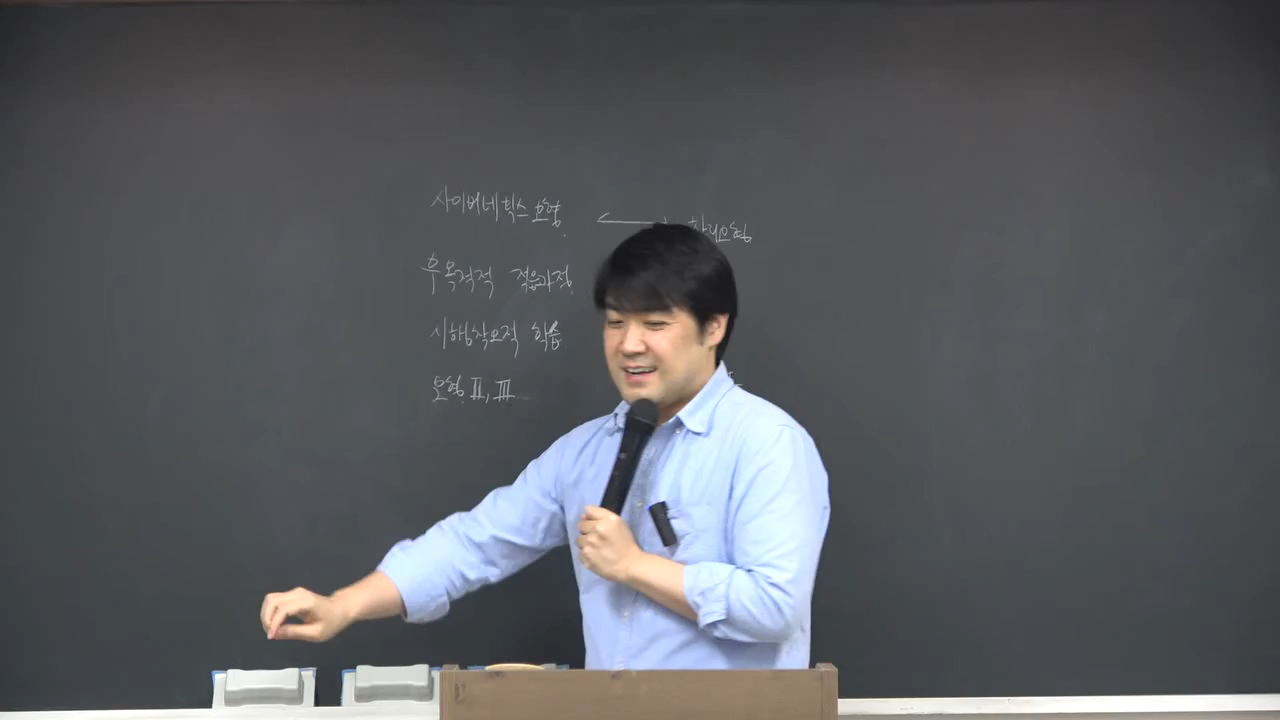 사이버네틱스 모형 ↔ 합리모형
무목적적 적응과정
시행착오적 학습
모형 Ⅱ, Ⅲ